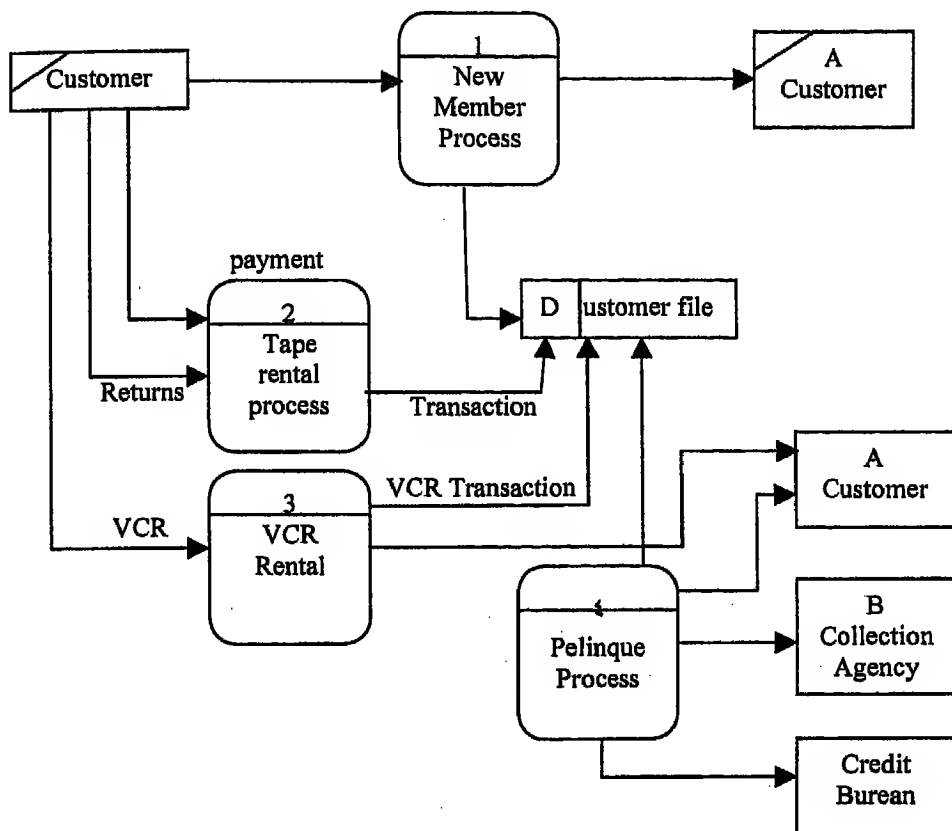 Customer
1
New
Member
Process
A
Customer
payment
2
Tape
rental
process
Returns
D
ustomer file
Transaction
3
VCR
Rental
VCR
VCR Transaction
A
Customer
4
Pelinque
Process
B
Collection
Agency
Credit
Burean